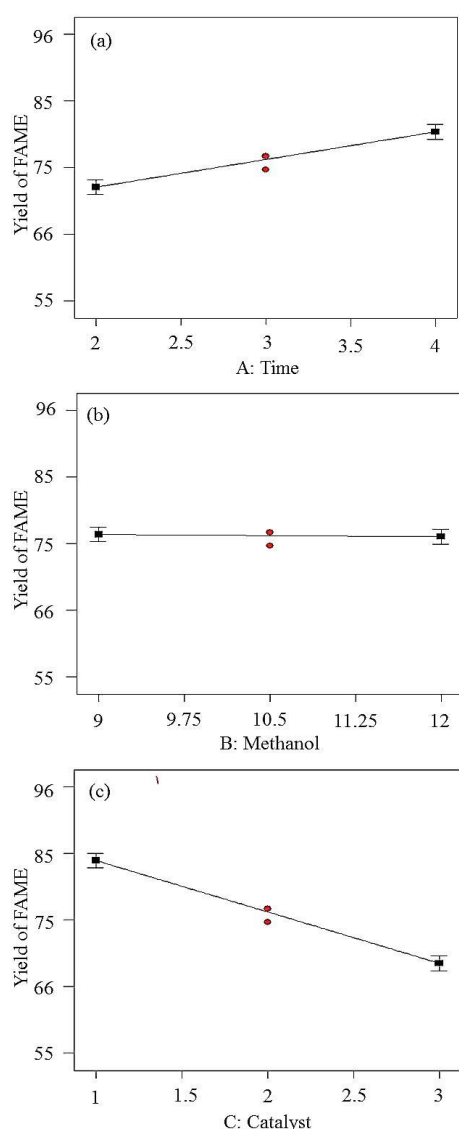 (a)
96
85
75
66
55
Yield of FAME
2 2.5 3 3.5 4
A: Time
(b)
96
85
75
66
55
Yield of FAME
9 9.75 10.5 11.25 12
B: Methanol
(c)
96
85
75
66
55
Yield of FAME
1 1.5 2 2.5 3
C: Catalyst